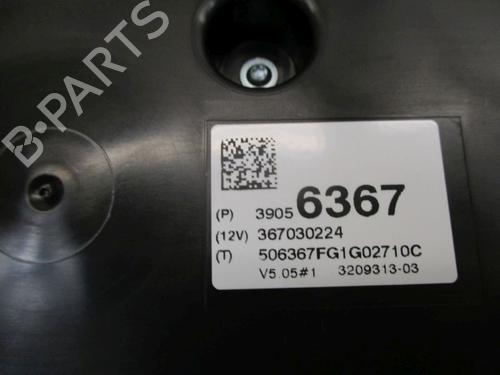 B-PARTS
(P) 3905 6367
(12V) 367030224
(T) 506367FG1G02710C
V5.05#1 3209313-03